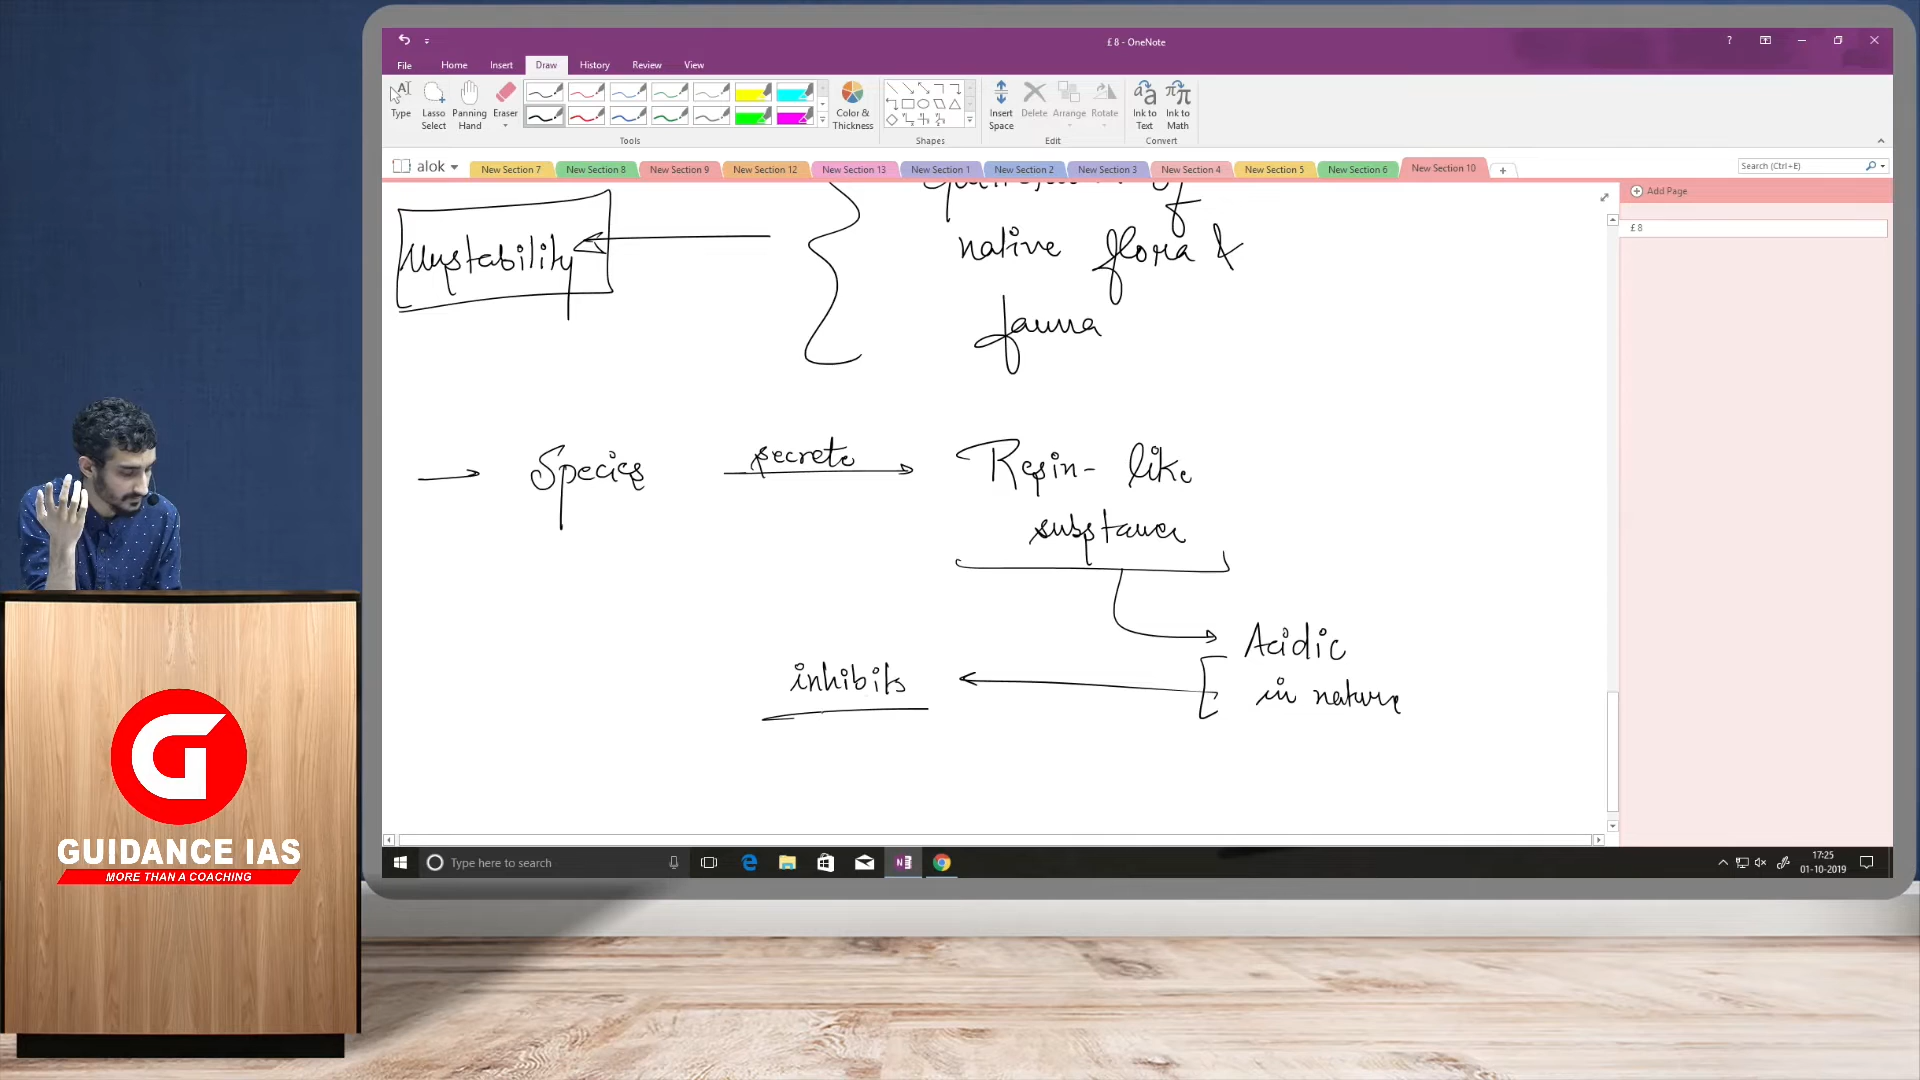 £ 8 - OneNote
?
File Home Insert Draw History Review View
Type
Lasso Select
Panning Hand
Eraser
Color & Thickness
Insert Space
Delete
Arrange
Rotate
Ink to Text
Ink to Math
Tools
Shapes
Edit
Convert
alok
New Section 7 New Section 8 New Section 9 New Section 12 New Section 13 New Section 1 New Section 2 New Section 3 New Section 4 New Section 5 New Section 6 New Section 10
Search (Ctrl+E)
Add Page
£ 8
of
native flora &
fauna
Species secrete Resin- like
substance
Acidic
in nature
inhibits
G
GUIDANCE IAS
MORE THAN A COACHING
Type here to search
17:25
01-10-2019